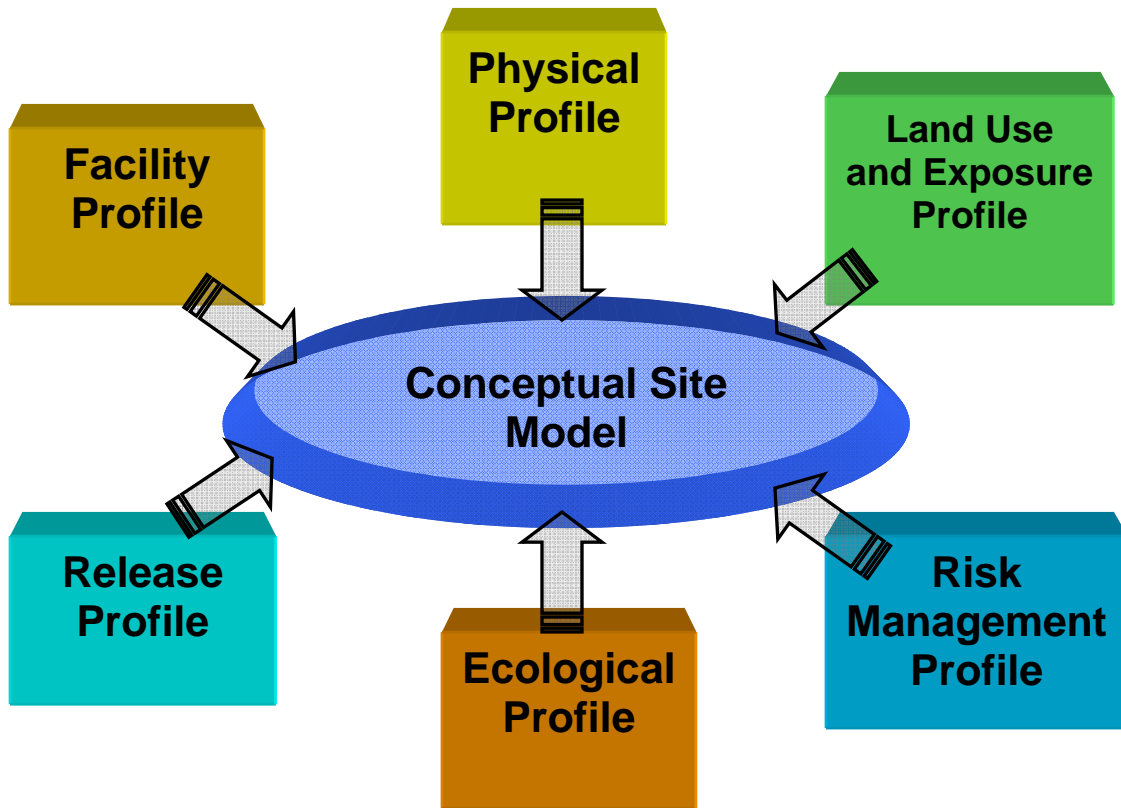 Physical
Profile
Land Use
and Exposure
Profile
Facility
Profile
Conceptual Site
Model
Release
Profile
Ecological
Profile
Risk
Management
Profile